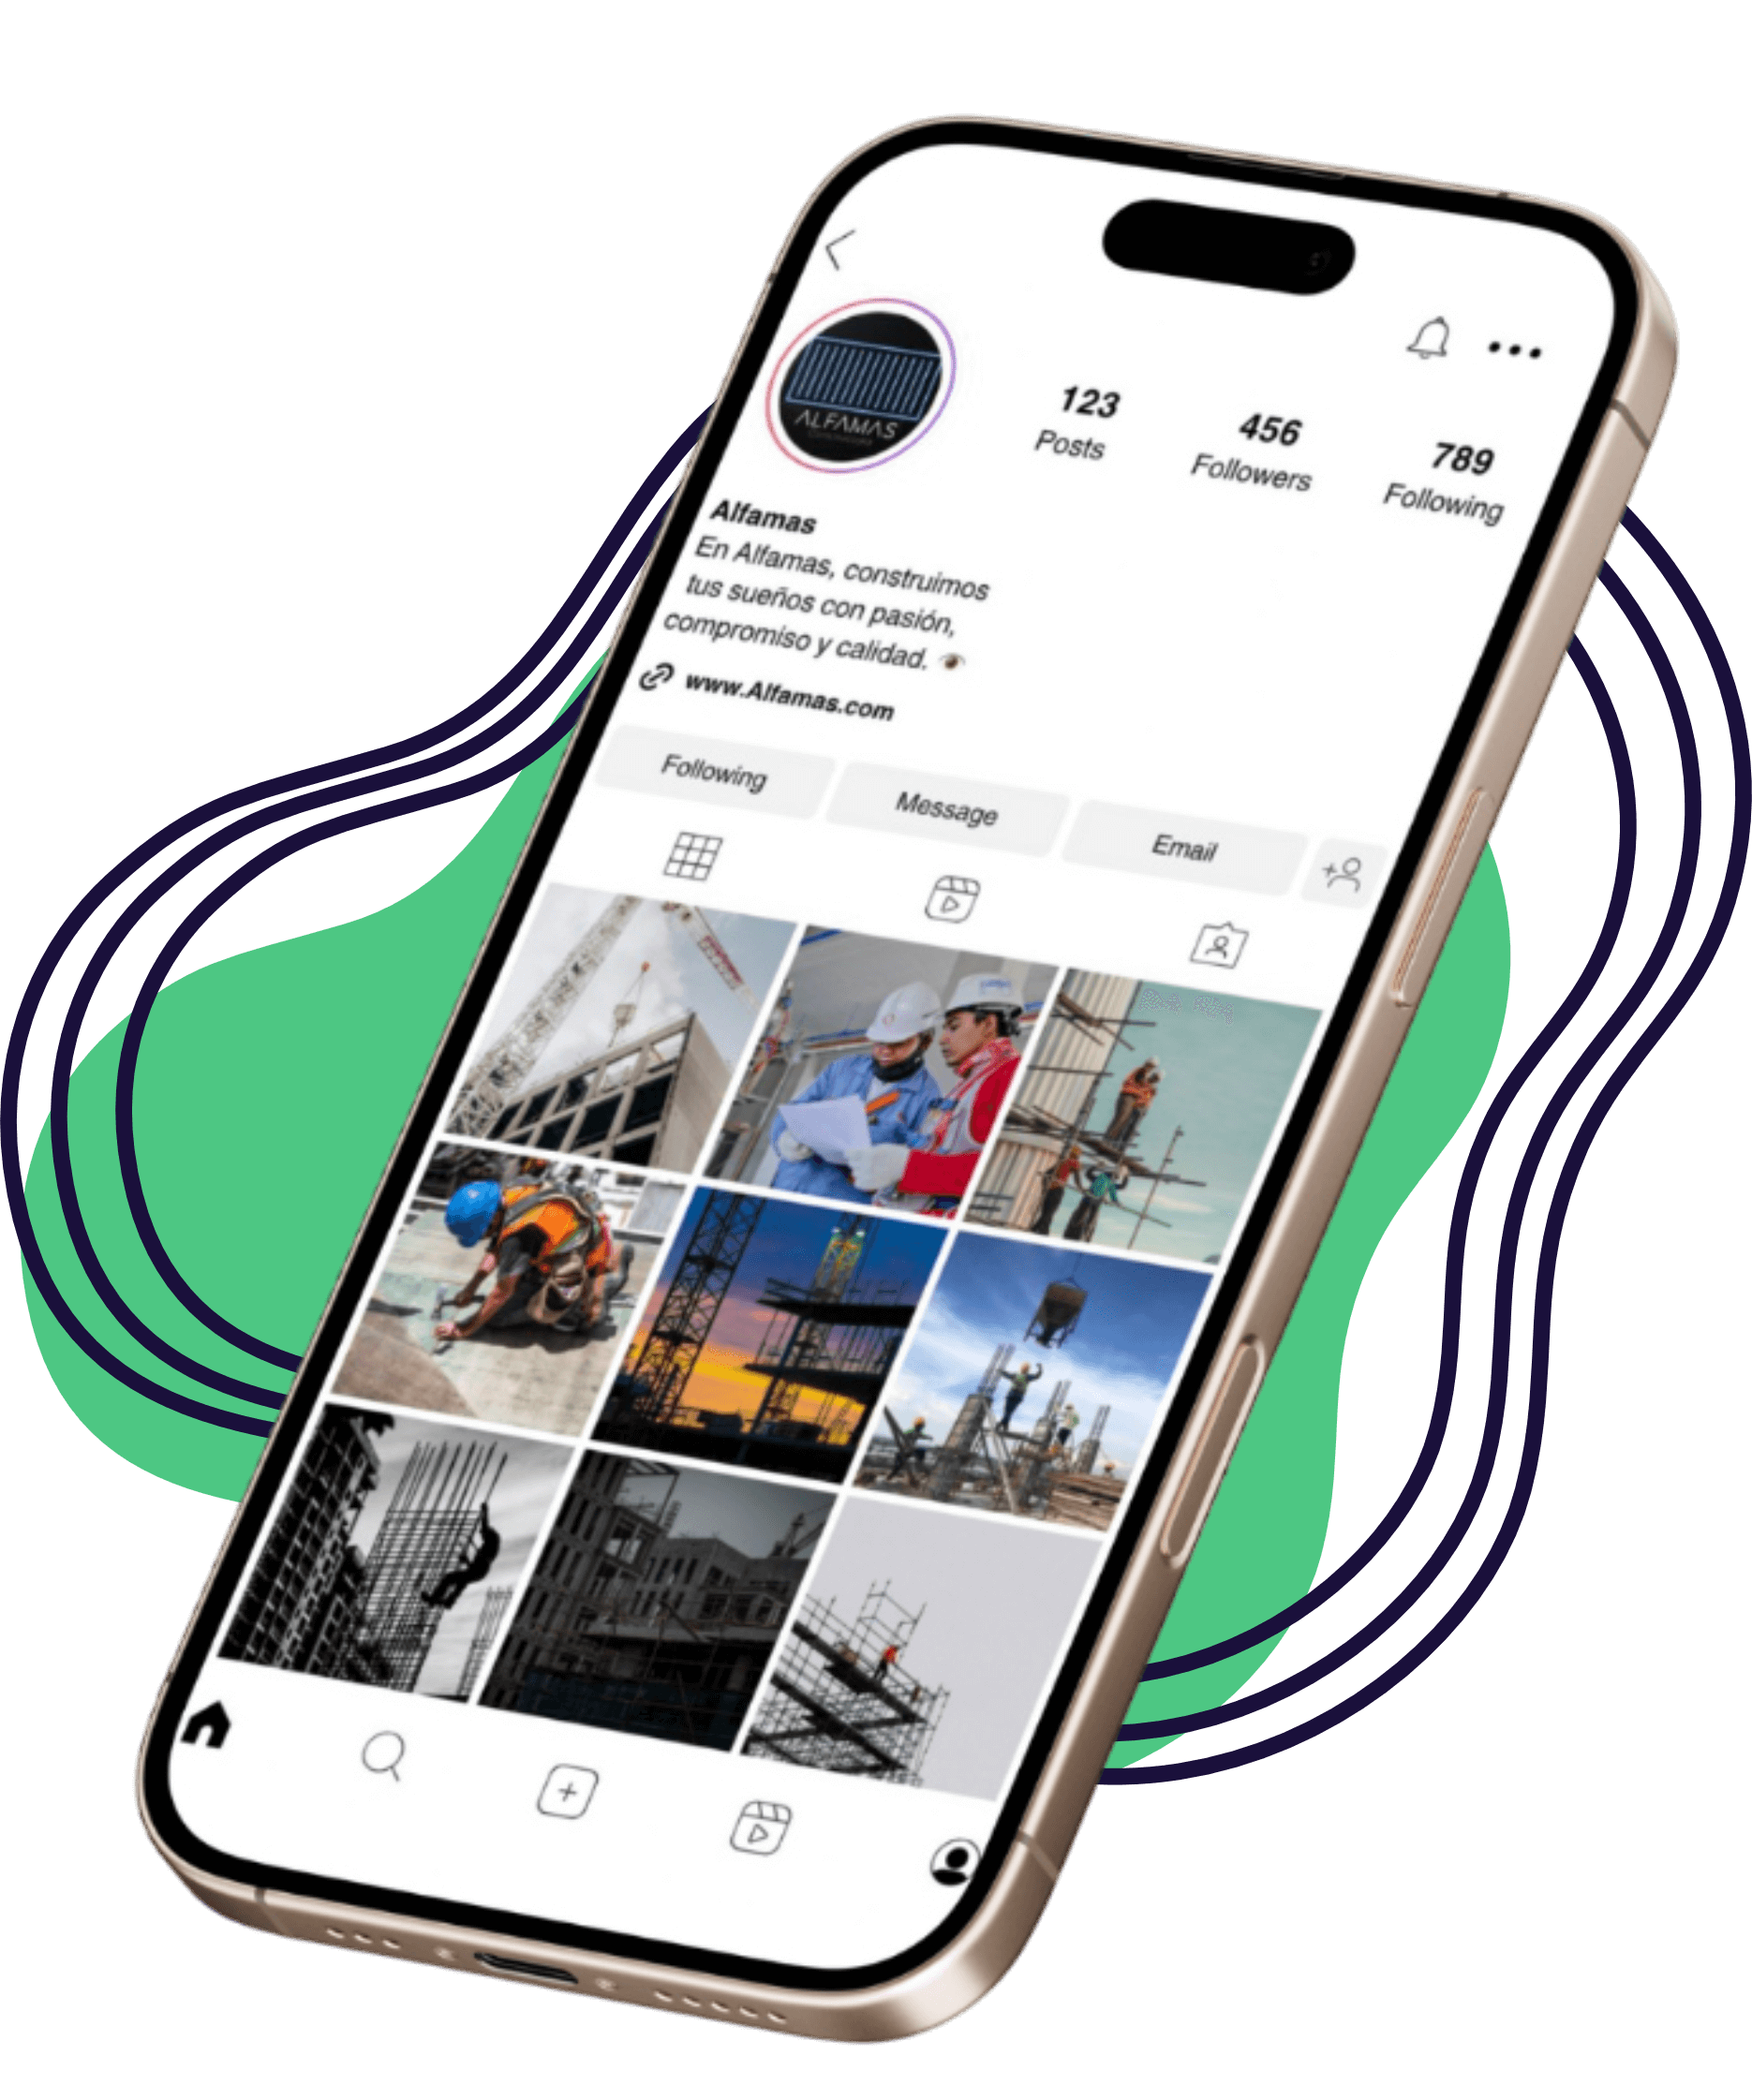 ALFAMAS
123
Posts
456
Followers
789
Following
Alfamas
En Alfamas, construimos
tus sueños con pasión,
compromiso y calidad.
www.Alfamas.com
Following
Message
Email